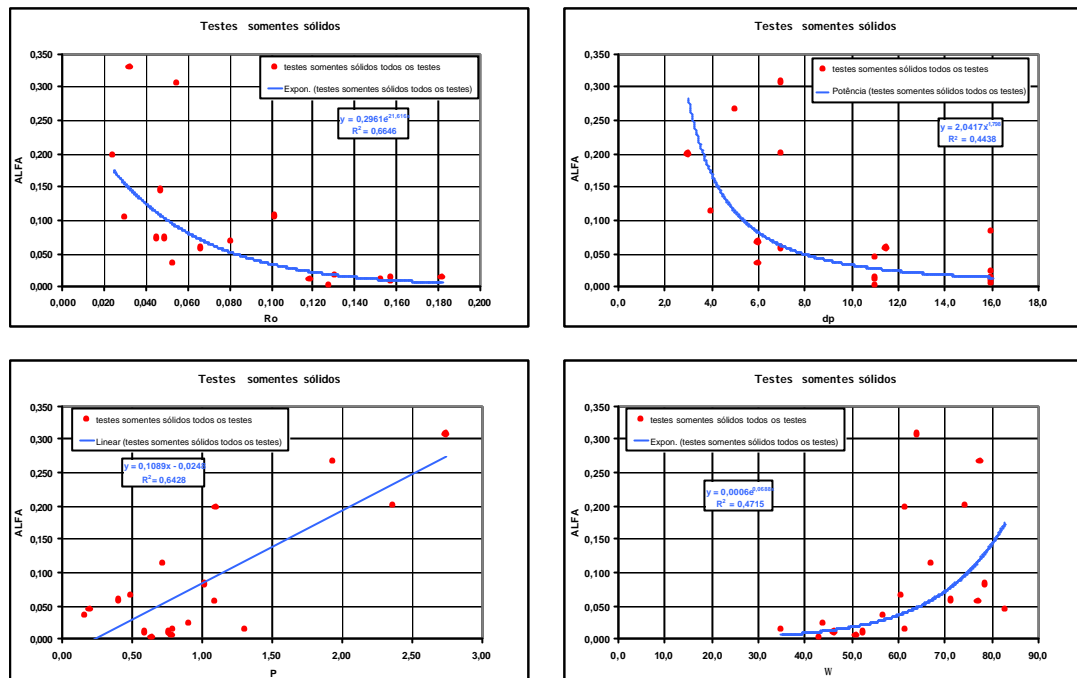 Testes somentes sólidos
0,350
0,300
0,250
0,200
0,150
0,100
0,050
0,000
ALFA
testes somentes sólidos todos os testes
Expon. (testes somentes sólidos todos os testes)
y = 0,2961e
R² = 0,6646
0,000 0,020 0,040 0,060 0,080 0,100 0,120 0,140 0,160 0,180 0,200
Ro
Testes somentes sólidos
0,350
0,300
0,250
0,200
0,150
0,100
0,050
0,000
ALFA
testes somentes sólidos todos os testes
Potência (testes somentes sólidos todos os testes)
y = 2,0417x
R² = 0,4438
0,0 2,0 4,0 6,0 8,0 10,0 12,0 14,0 16,0 18,0
dp
Testes somentes sólidos
0,350
0,300
0,250
0,200
0,150
0,100
0,050
0,000
ALFA
testes somentes sólidos todos os testes
Linear (testes somentes sólidos todos os testes)
y = 0,1089x - 0,0248
R² = 0,6428
0,00 0,50 1,00 1,50 2,00 2,50 3,00
P
Testes somentes sólidos
0,350
0,300
0,250
0,200
0,150
0,100
0,050
0,000
ALFA
testes somentes sólidos todos os testes
Expon. (testes somentes sólidos todos os testes)
y = 0,0006e
R² = 0,4715
0,0 10,0 20,0 30,0 40,0 50,0 60,0 70,0 80,0 90,0
W